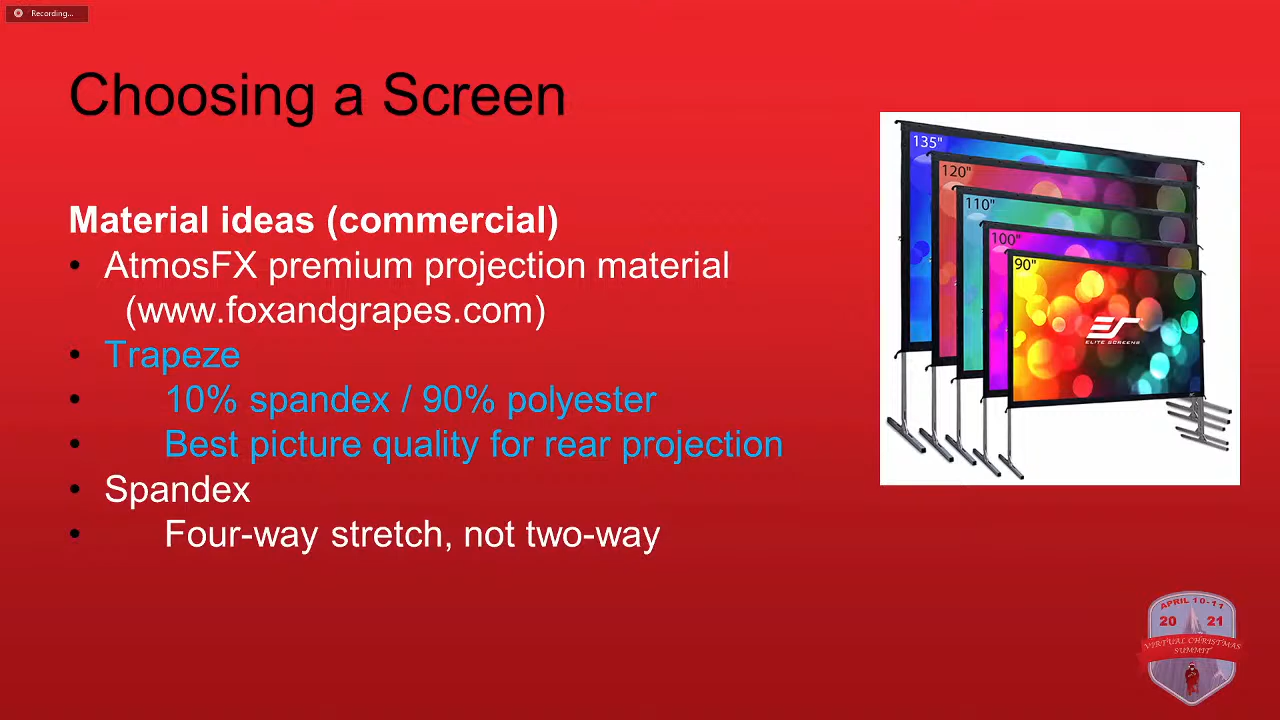 Recording...
Choosing a Screen
Material ideas (commercial)
• AtmosFX premium projection material
(www.foxandgrapes.com)
• Trapeze
• 10% spandex / 90% polyester
• Best picture quality for rear projection
• Spandex
• Four-way stretch, not two-way
135"
120"
110"
100"
90"
ELITE SCREENS
APRIL 10-11
20 21
VIRTUAL CHRISTMAS
SUMMIT